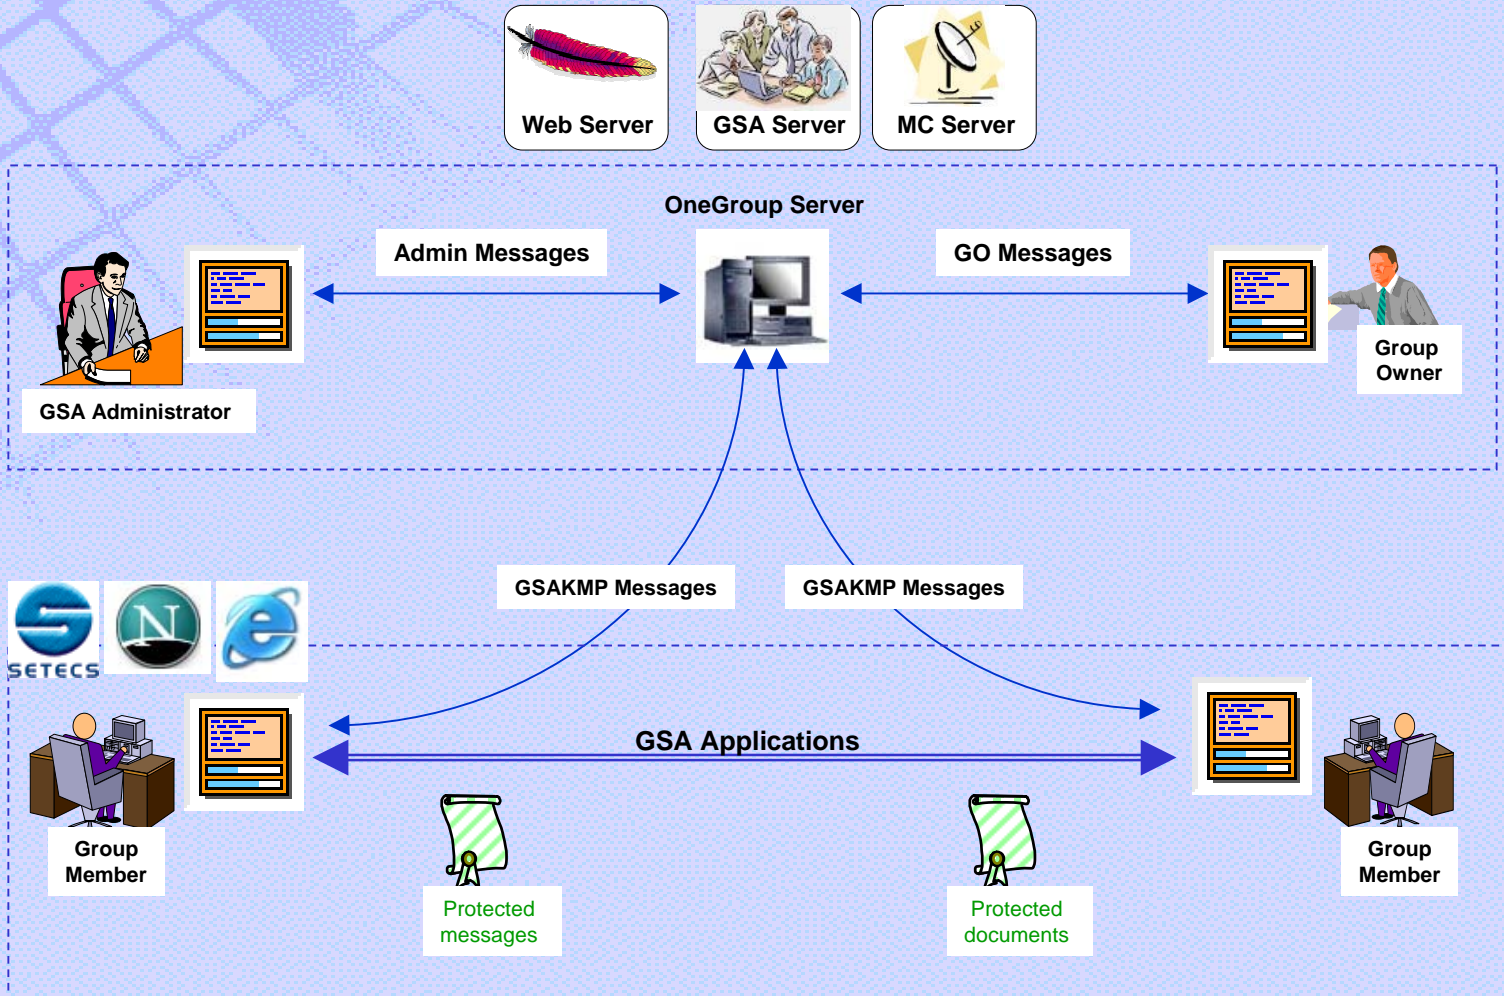 Web Server
GSA Server
MC Server
OneGroup Server
Admin Messages
GO Messages
GSA Administrator
Group
Owner
GSAKMP Messages
GSAKMP Messages
SETECS
N
e
GSA Applications
Group
Member
Group
Member
Protected
messages
Protected
documents